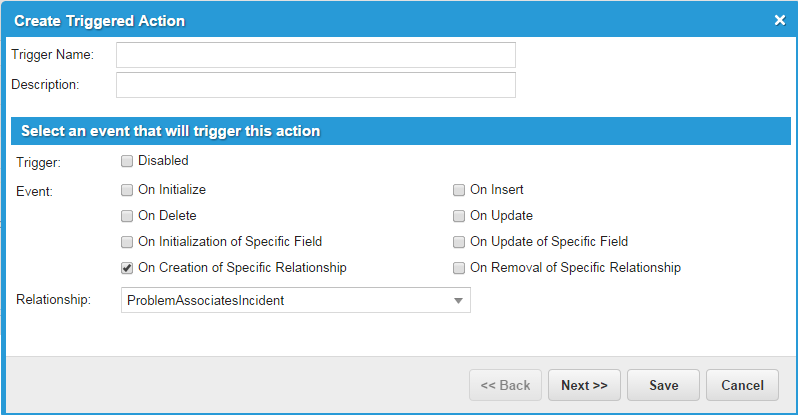 Create Triggered Action
Trigger Name:
Description:
Select an event that will trigger this action
Trigger: Disabled
Event: On Initialize On Insert
On Delete On Update
On Initialization of Specific Field On Update of Specific Field
On Creation of Specific Relationship On Removal of Specific Relationship
Relationship: ProblemAssociatesIncident
<< Back Next >> Save Cancel